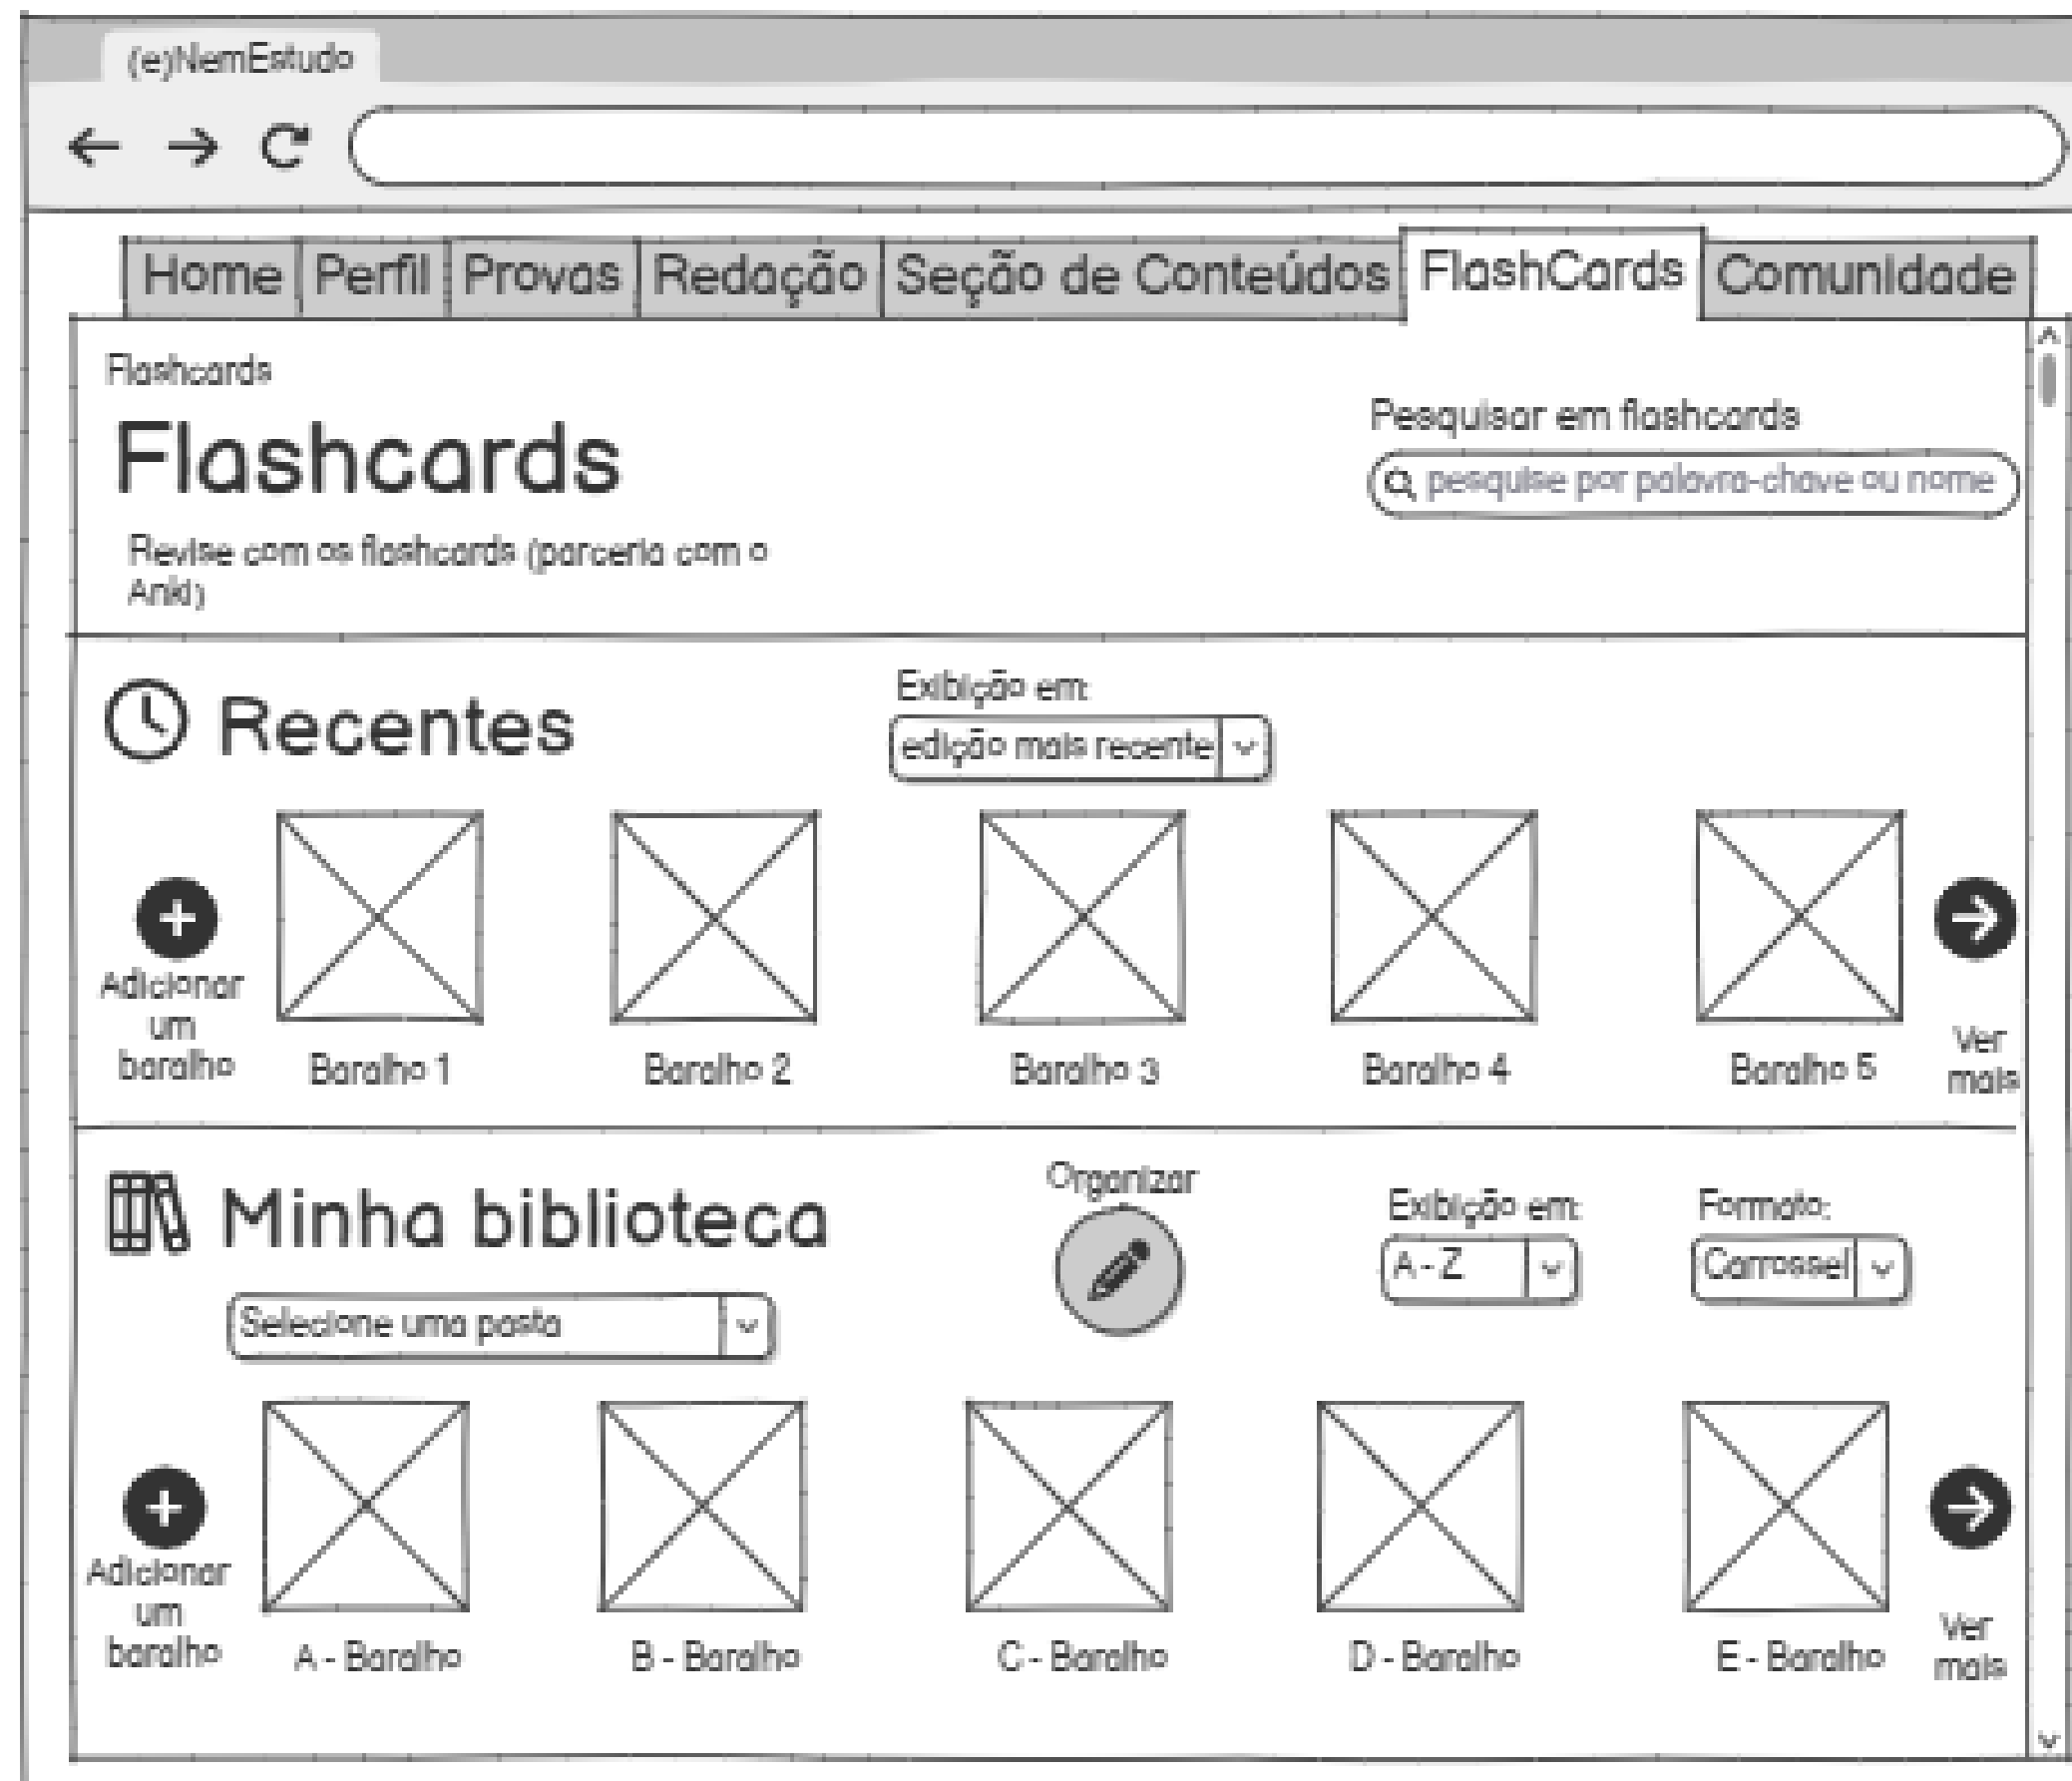 (e)NemEstudo
Home Perfil Provas Redação Seção de Conteúdos FlashCards Comunidade
Flashcards
Flashcards
Pesquisar em flashcards
pesquise por palavra-chave ou nome
Revise com os flashcards (parceria com o
Anki)
Recentes
Exibição em:
edição mais recente
Adicionar
um
baralho
Baralho 1
Baralho 2
Baralho 3
Baralho 4
Baralho 5
Ver
mais
Minha biblioteca
Selecione uma pasta
Organizar
Exibição em:
A - Z
Formato:
Carrossel
Adicionar
um
baralho
A - Baralho
B - Baralho
C - Baralho
D - Baralho
E - Baralho
Ver
mais